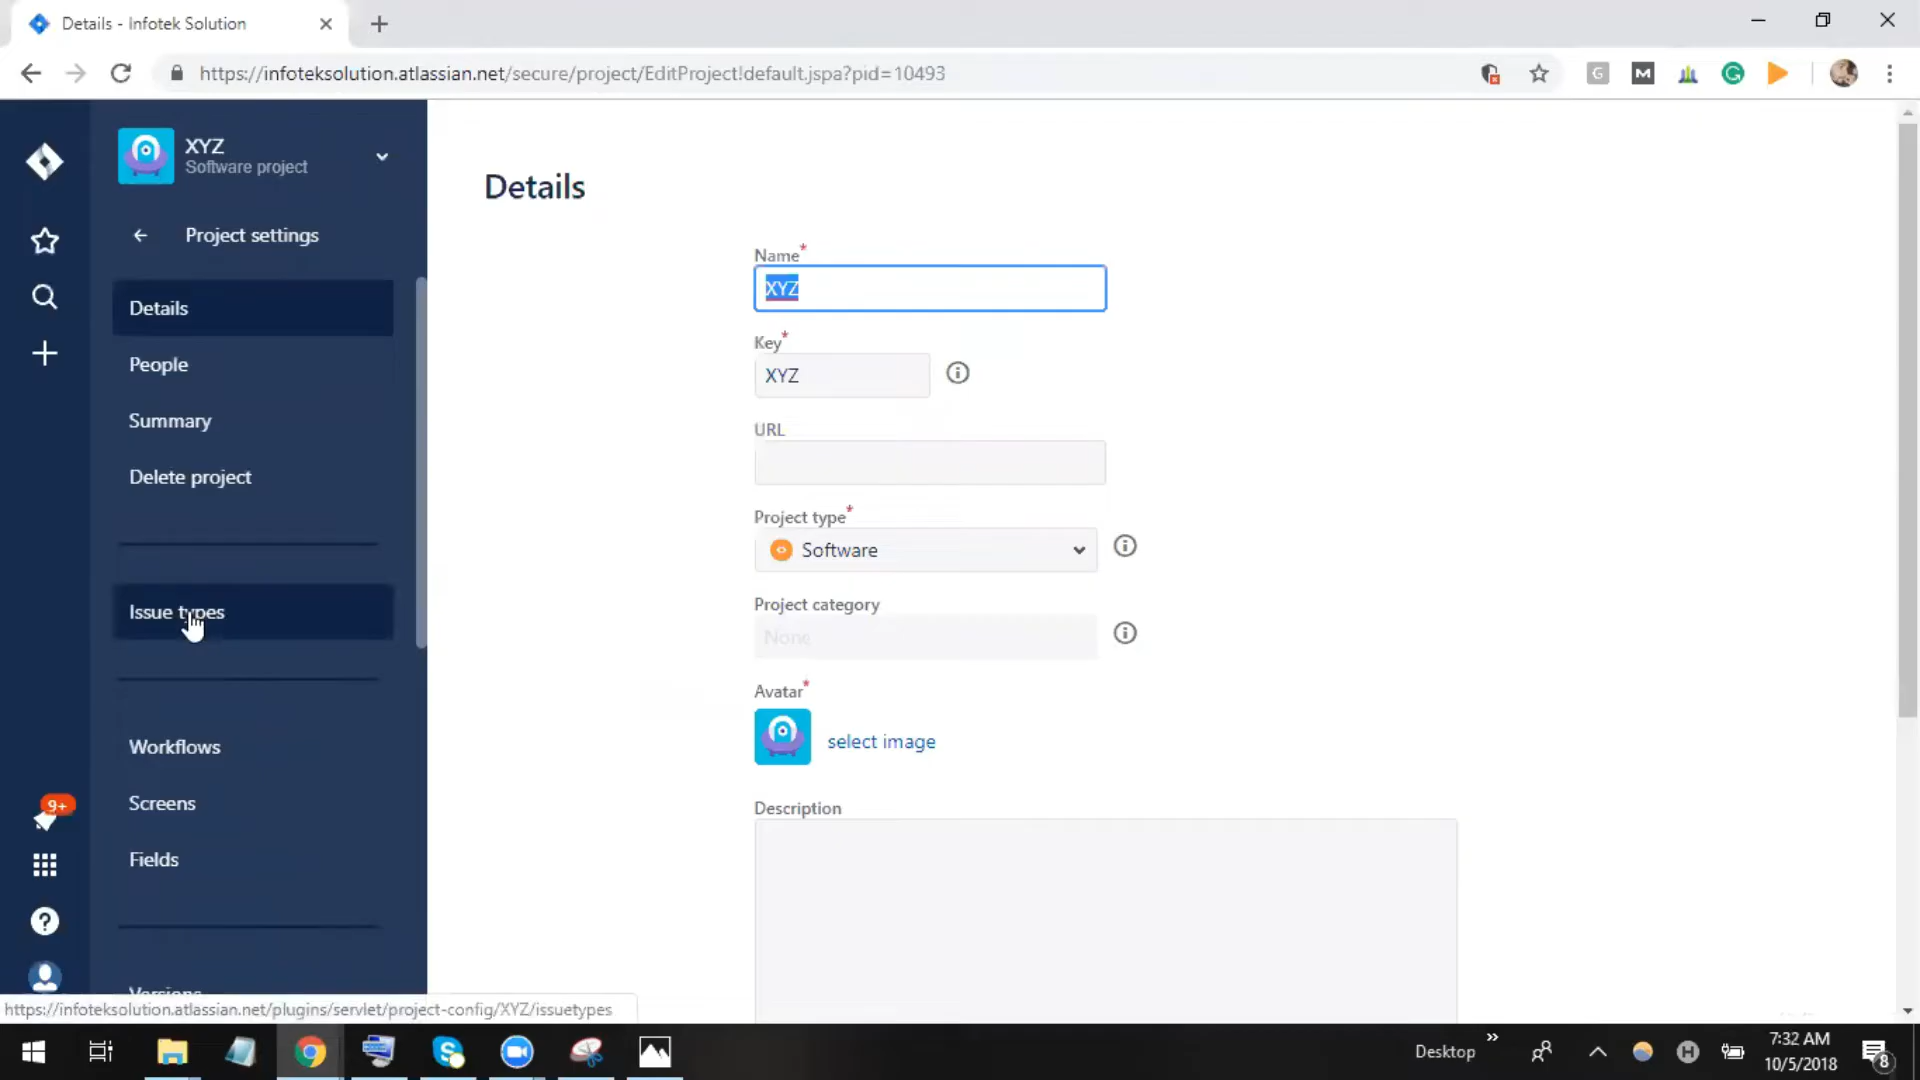 Details - Infotek Solution
https://infoteksolution.atlassian.net/secure/project/EditProject!default.jspa?pid=10493
G
M
G
XYZ
Software project
Project settings
Details
People
Summary
Delete project
Issue types
Workflows
Screens
Fields
Versions
9+
?
Details
Name*
XYZ
Key*
XYZ
URL
Project type*
Software
Project category
None
Avatar*
select image
Description
https://infoteksolution.atlassian.net/plugins/servlet/project-config/XYZ/issuetypes
Desktop
H
7:32 AM
10/5/2018
8